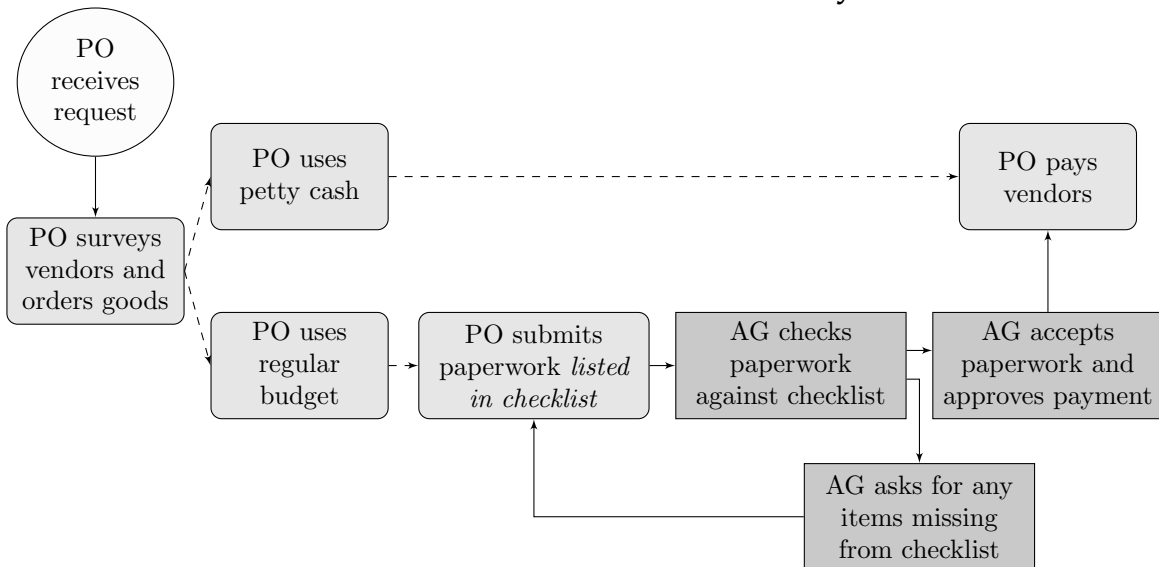 PO
receives
request
PO uses
petty cash
PO pays
vendors
PO surveys
vendors and
orders goods
PO uses
regular
budget
PO submits
paperwork listed
in checklist
AG checks
paperwork
against checklist
AG accepts
paperwork and
approves payment
AG asks for any
items missing
from checklist